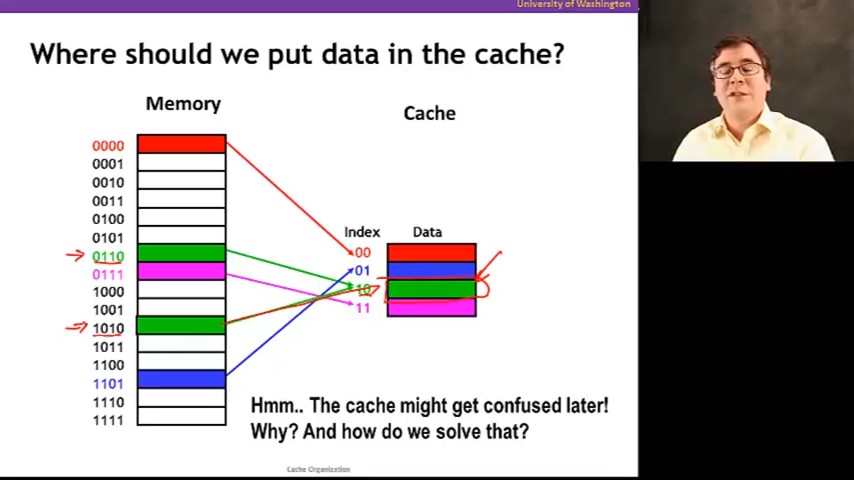 University of Washington
Where should we put data in the cache?
Memory
Cache
0000
0001
0010
0011
0100
0101
0110
0111
1000
1001
1010
1011
1100
1101
1110
1111
Index
Data
00
01
10
11
Hmm.. The cache might get confused later!
Why? And how do we solve that?
Cache Organization